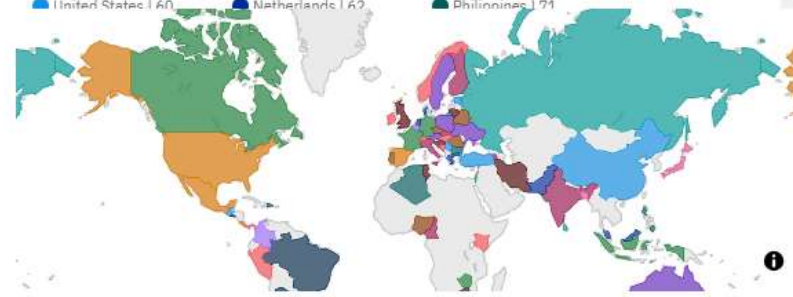 United States | 60
Netherlands | 62
Philippines | 71